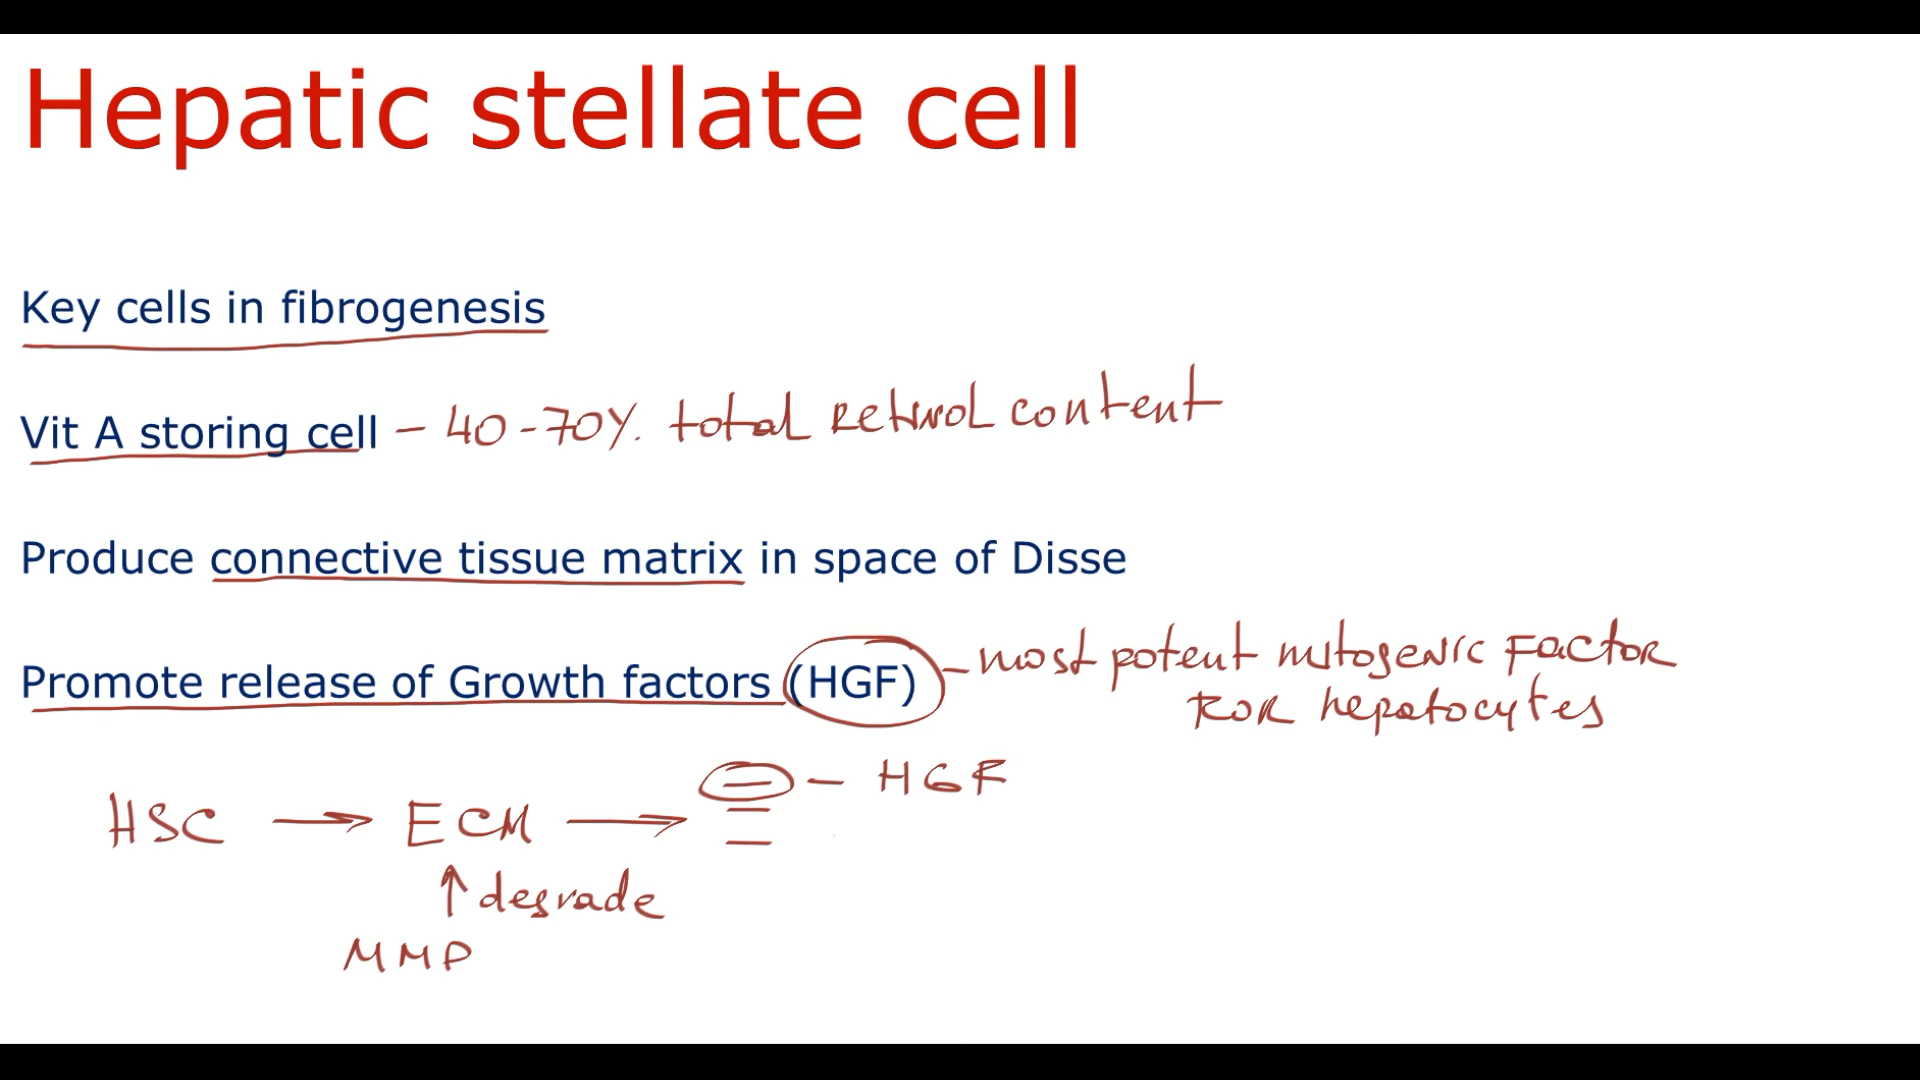 Hepatic stellate cell
Key cells in fibrogenesis
Vit A storing cell - 40-70% total Retinol content
Produce connective tissue matrix in space of Disse
Promote release of Growth factors (HGF) - most potent mitogenic Factor
FOR hepatocytes
HSC → ECM → - HGF
↑ degrade
MMP